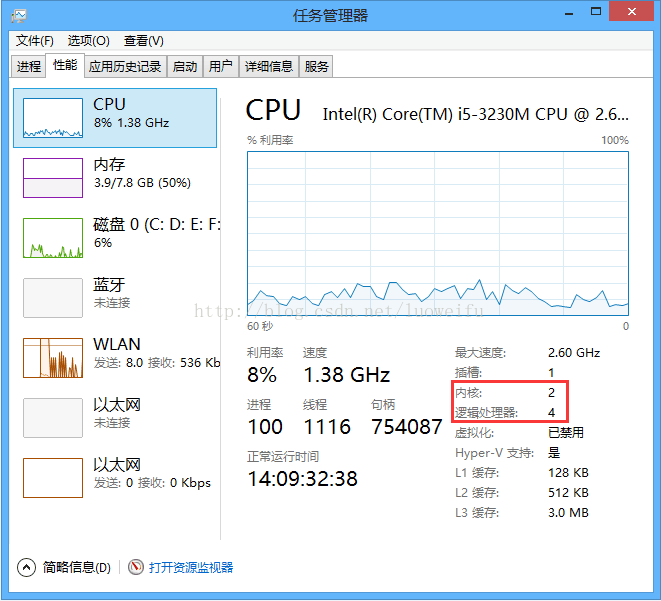 任务管理器
文件(F) 选项(O) 查看(V)
进程 性能 应用历史记录 启动 用户 详细信息 服务
CPU
8% 1.38 GHz
内存
3.9/7.8 GB (50%)
磁盘 0 (C: D: E: F:
6%
蓝牙
未连接
WLAN
发送: 8.0 接收: 536 Kb
以太网
未连接
以太网
发送: 0 接收: 0 Kbps
CPU Intel(R) Core(TM) i5-3230M CPU @ 2.6...
% 利用率 100%
http://blog.csdn.net/luoweifu
60 秒 0
利用率 速度
8% 1.38 GHz
进程 线程 句柄
100 1116 754087
正常运行时间
14:09:32:38
最大速度: 2.60 GHz
插槽: 1
内核: 2
逻辑处理器: 4
虚拟化: 已禁用
Hyper-V 支持: 是
L1 缓存: 128 KB
L2 缓存: 512 KB
L3 缓存: 3.0 MB
简略信息(D) 打开资源监视器